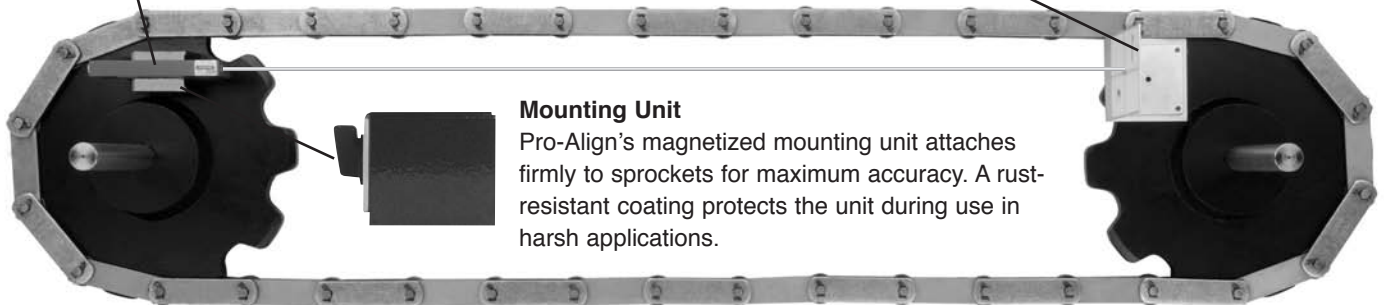 Mounting Unit
Pro-Align's magnetized mounting unit attaches
firmly to sprockets for maximum accuracy. A rust-
resistant coating protects the unit during use in
harsh applications.